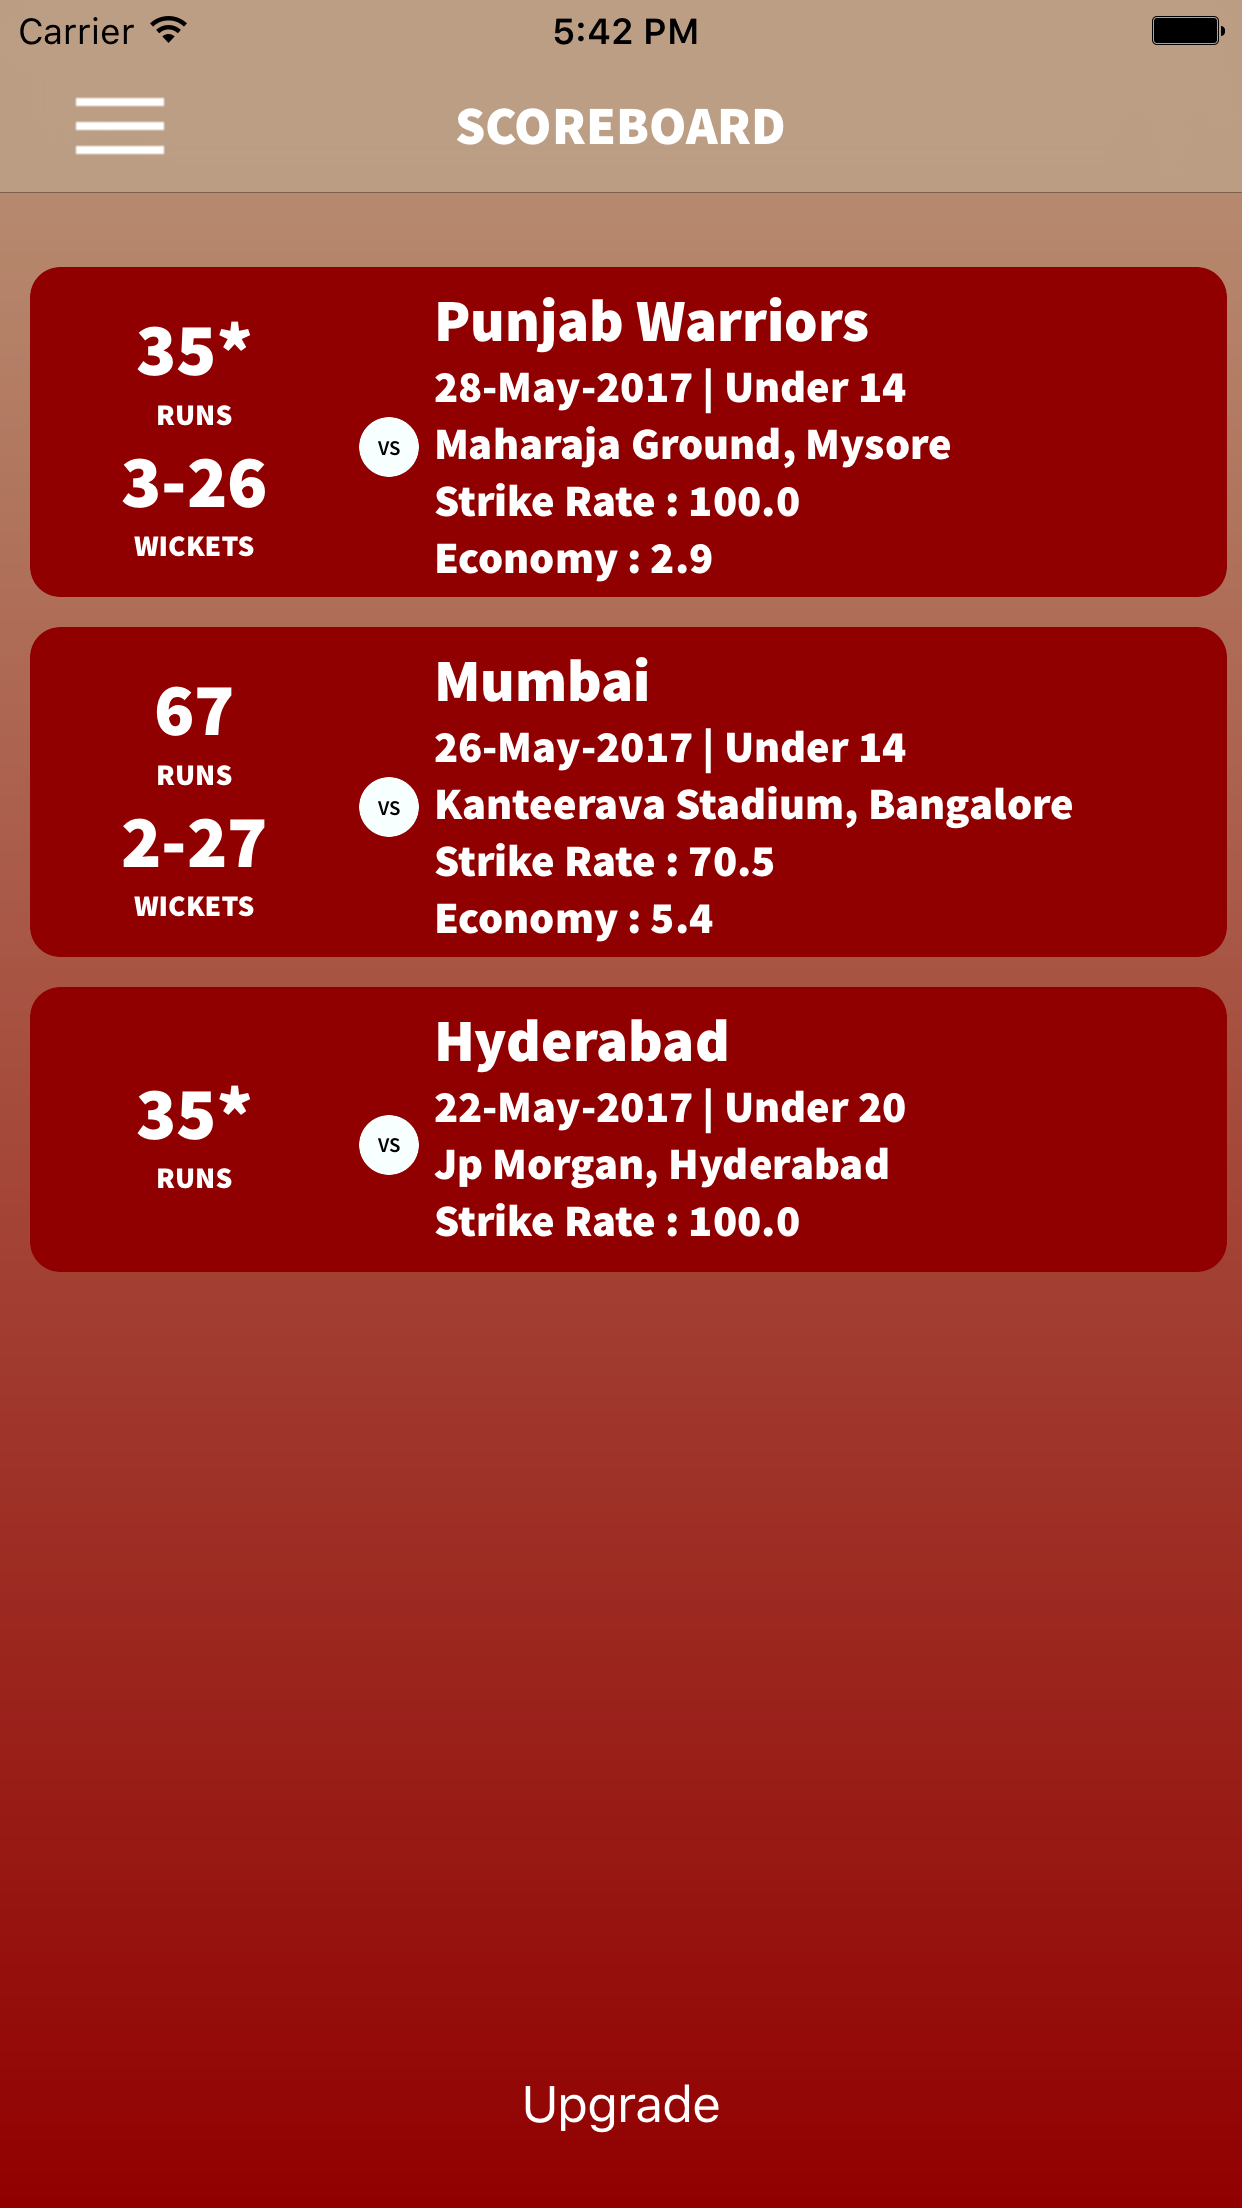 Carrier
5:42 PM
SCOREBOARD
35*
RUNS
3-26
WICKETS
vs
Punjab Warriors
28-May-2017 | Under 14
Maharaja Ground, Mysore
Strike Rate : 100.0
Economy : 2.9
67
RUNS
2-27
WICKETS
vs
Mumbai
26-May-2017 | Under 14
Kanteerava Stadium, Bangalore
Strike Rate : 70.5
Economy : 5.4
35*
RUNS
vs
Hyderabad
22-May-2017 | Under 20
Jp Morgan, Hyderabad
Strike Rate : 100.0
Upgrade